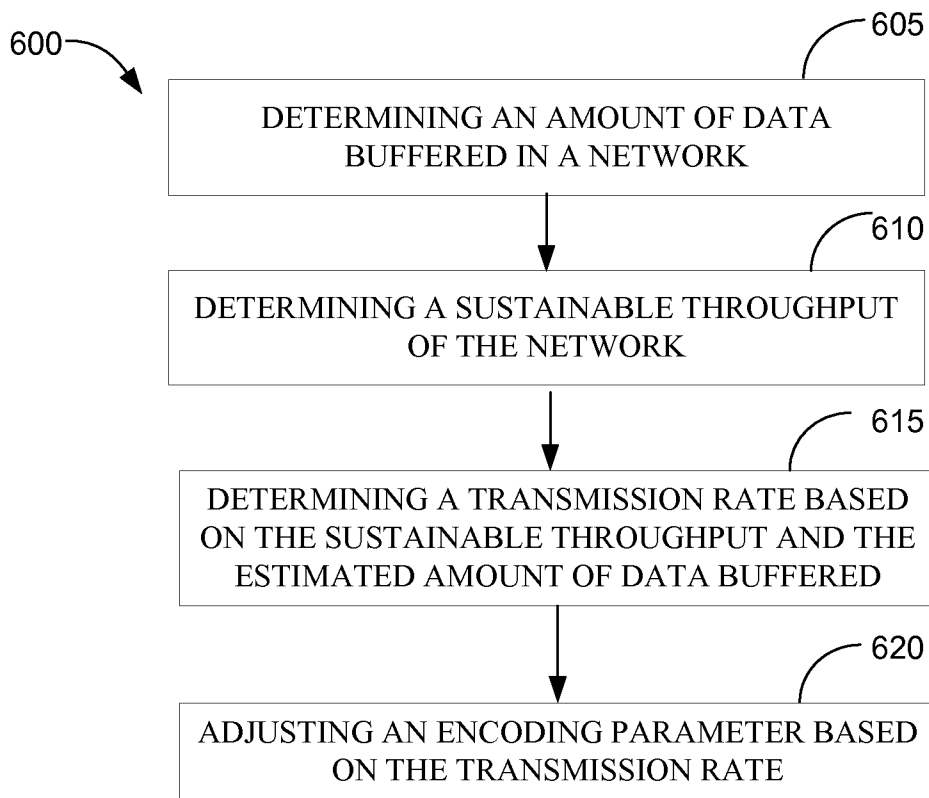 600
605
DETERMINING AN AMOUNT OF DATA
BUFFERED IN A NETWORK
610
DETERMINING A SUSTAINABLE THROUGHPUT
OF THE NETWORK
615
DETERMINING A TRANSMISSION RATE BASED
ON THE SUSTAINABLE THROUGHPUT AND THE
ESTIMATED AMOUNT OF DATA BUFFERED
620
ADJUSTING AN ENCODING PARAMETER BASED
ON THE TRANSMISSION RATE